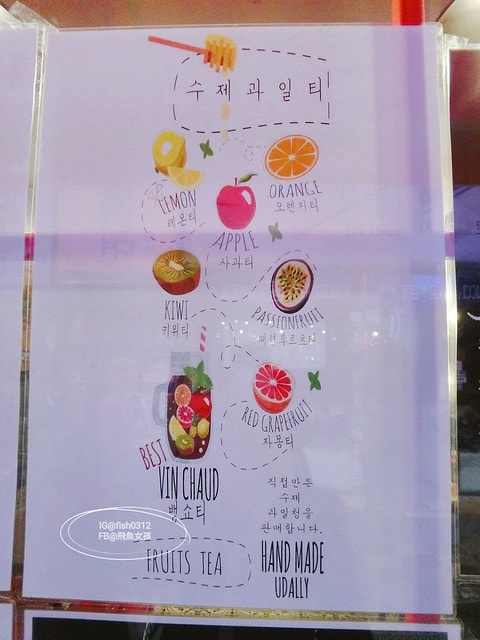 수제과일티
LEMON
레몬티
ORANGE
오렌지티
APPLE
사과티
KIWI
키위티
PASSIONFRUIT
패션후르츠티
RED GRAPEFRUIT
자몽티
BEST
VIN CHAUD
뱅쇼티
직접만든
수제
과일청을
판매합니다.
IG@fish0312
FB@飛魚女孩
FRUITS TEA
HAND MADE
UDALLY